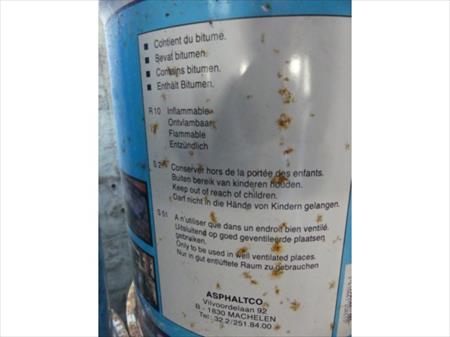 Contient du bitume.
Bevat bitumen.
Contains bitumen.
Enthält Bitumen.
R 10 Inflammable
Ontvlambaar
Flammable
Entzündlich
S 2 Conserver hors de la portée des enfants.
Buiten bereik van kinderen houden.
Keep out of reach of children.
Darf nicht in die Hände von Kindern gelangen.
S 51 A n'utiliser que dans un endroit bien ventilé.
Uitsluitend op goed geventileerde plaatsen
gebruiken.
Only to be used in well ventilated places.
Nur in gut entlüftete Raum zu gebrauchen
ASPHALTCO
Vilvoordelaan 92
B - 1830 MACHELEN
Tel : 32.2/251.84.00